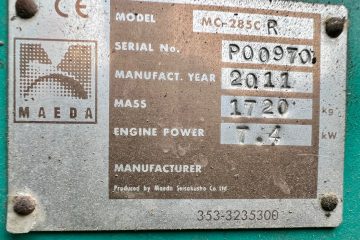 CE
MODEL MC-285C R
SERIAL No. P00970
MANUFACT. YEAR 2011
MASS 1720 kg
ENGINE POWER 7.4 kW
MAEDA
MANUFACTURER
Produced by Maeda Seisakusho Co Ltd
353-3235300